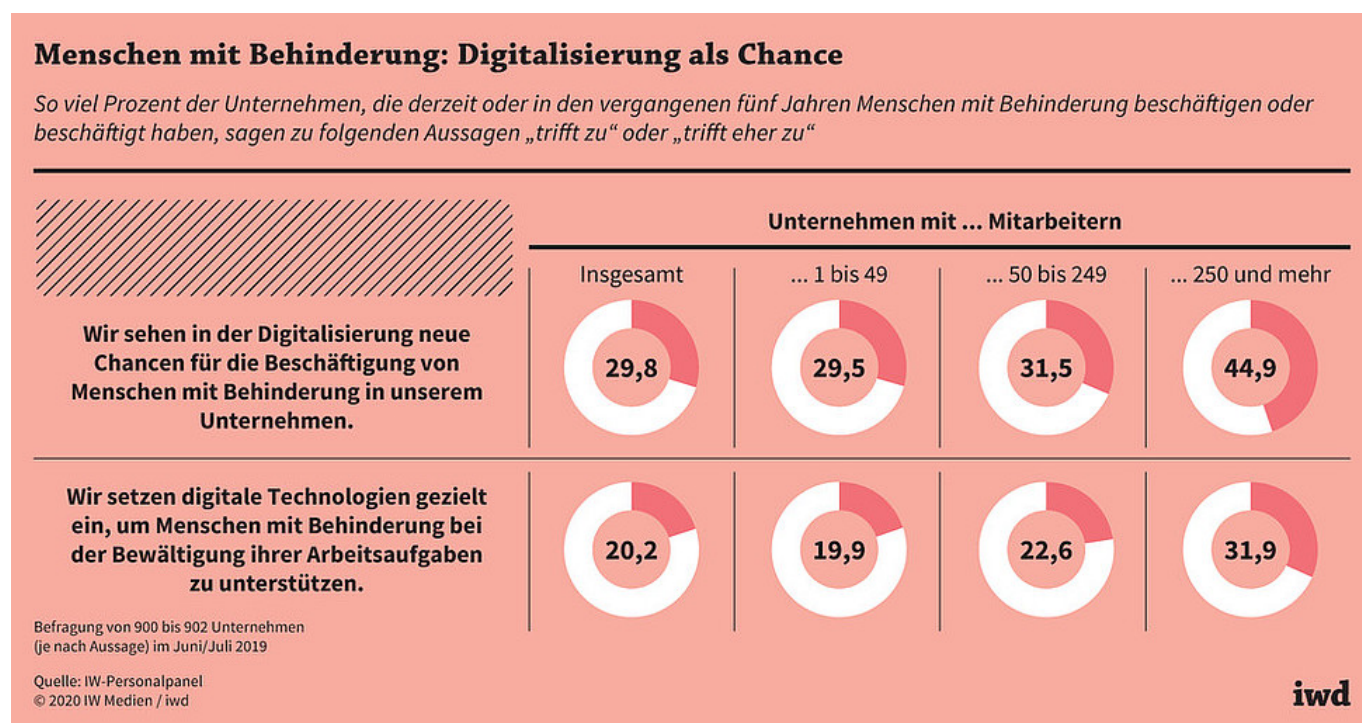 Menschen mit Behinderung: Digitalisierung als Chance
So viel Prozent der Unternehmen, die derzeit oder in den vergangenen fünf Jahren Menschen mit Behinderung beschäftigen oder
beschäftigt haben, sagen zu folgenden Aussagen „trifft zu“ oder „trifft eher zu“
Unternehmen mit ... Mitarbeitern
Insgesamt
... 1 bis 49
... 50 bis 249
... 250 und mehr
Wir sehen in der Digitalisierung neue
Chancen für die Beschäftigung von
Menschen mit Behinderung in unserem
Unternehmen.
29,8
29,5
31,5
44,9
Wir setzen digitale Technologien gezielt
ein, um Menschen mit Behinderung bei
der Bewältigung ihrer Arbeitsaufgaben
zu unterstützen.
20,2
19,9
22,6
31,9
Befragung von 900 bis 902 Unternehmen
(je nach Aussage) im Juni/Juli 2019
Quelle: IW-Personalpanel
© 2020 IW Medien / iwd
iwd